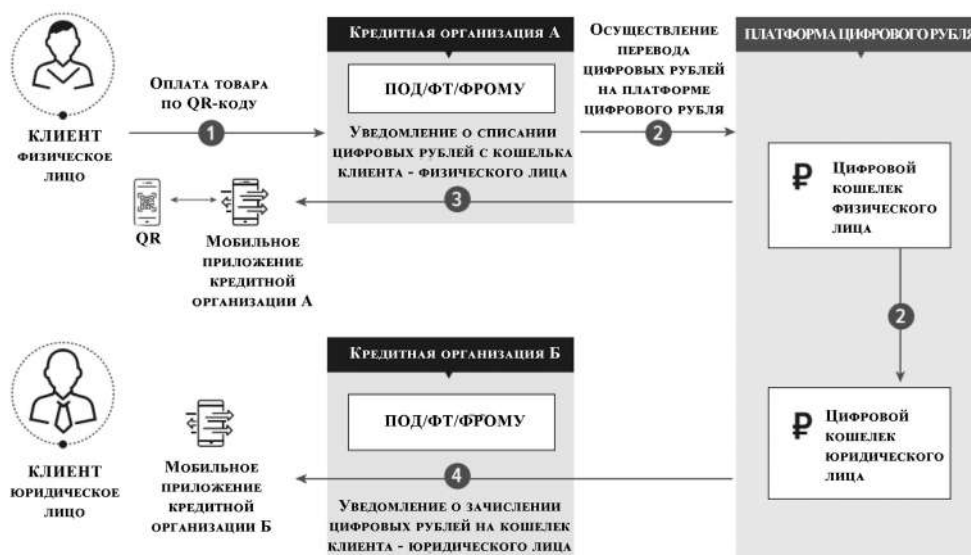 Кредитная организация А
Осуществление
перевода
цифровых рублей
на платформе
цифрового рубля
ПЛАТФОРМА ЦИФРОВОГО РУБЛЯ
ПОД/ФТ/ФРОМУ
Оплата товара
по QR-коду
1
2
КЛИЕНТ
физическое
лицо
Уведомление о списании
цифровых рублей с кошелька
клиента - физического лица
3
₽
Цифровой
кошелек
физического
лица
QR
Мобильное
приложение
кредитной
организации А
2
Кредитная организация Б
ПОД/ФТ/ФРОМУ
₽
Цифровой
кошелек
юридического
лица
КЛИЕНТ
юридическое
лицо
Мобильное
приложение
кредитной
организации Б
4
Уведомление о зачислении
цифровых рублей на кошелек
клиента - юридического лица